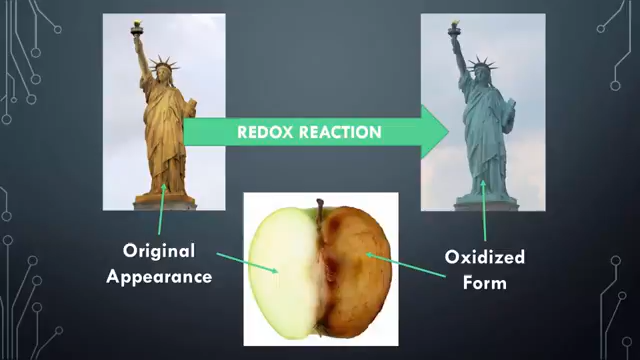 REDOX REACTION
Original
Appearance
Oxidized
Form